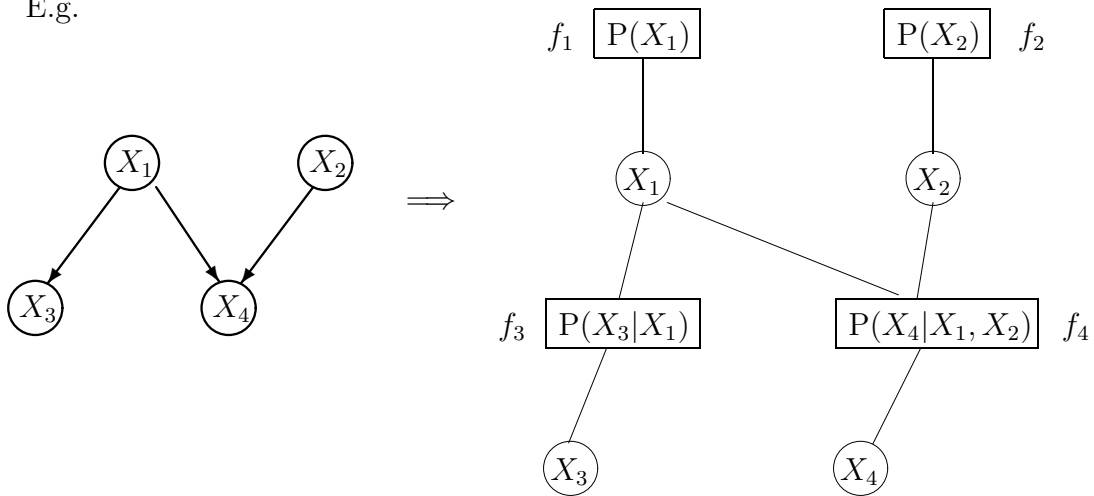 E.g.
f₁ P(X₁) P(X₂) f₂
X₁ X₂ ⟹ X₁ X₂
X₃ X₄ f₃ P(X₃|X₁) P(X₄|X₁, X₂) f₄
X₃ X₄